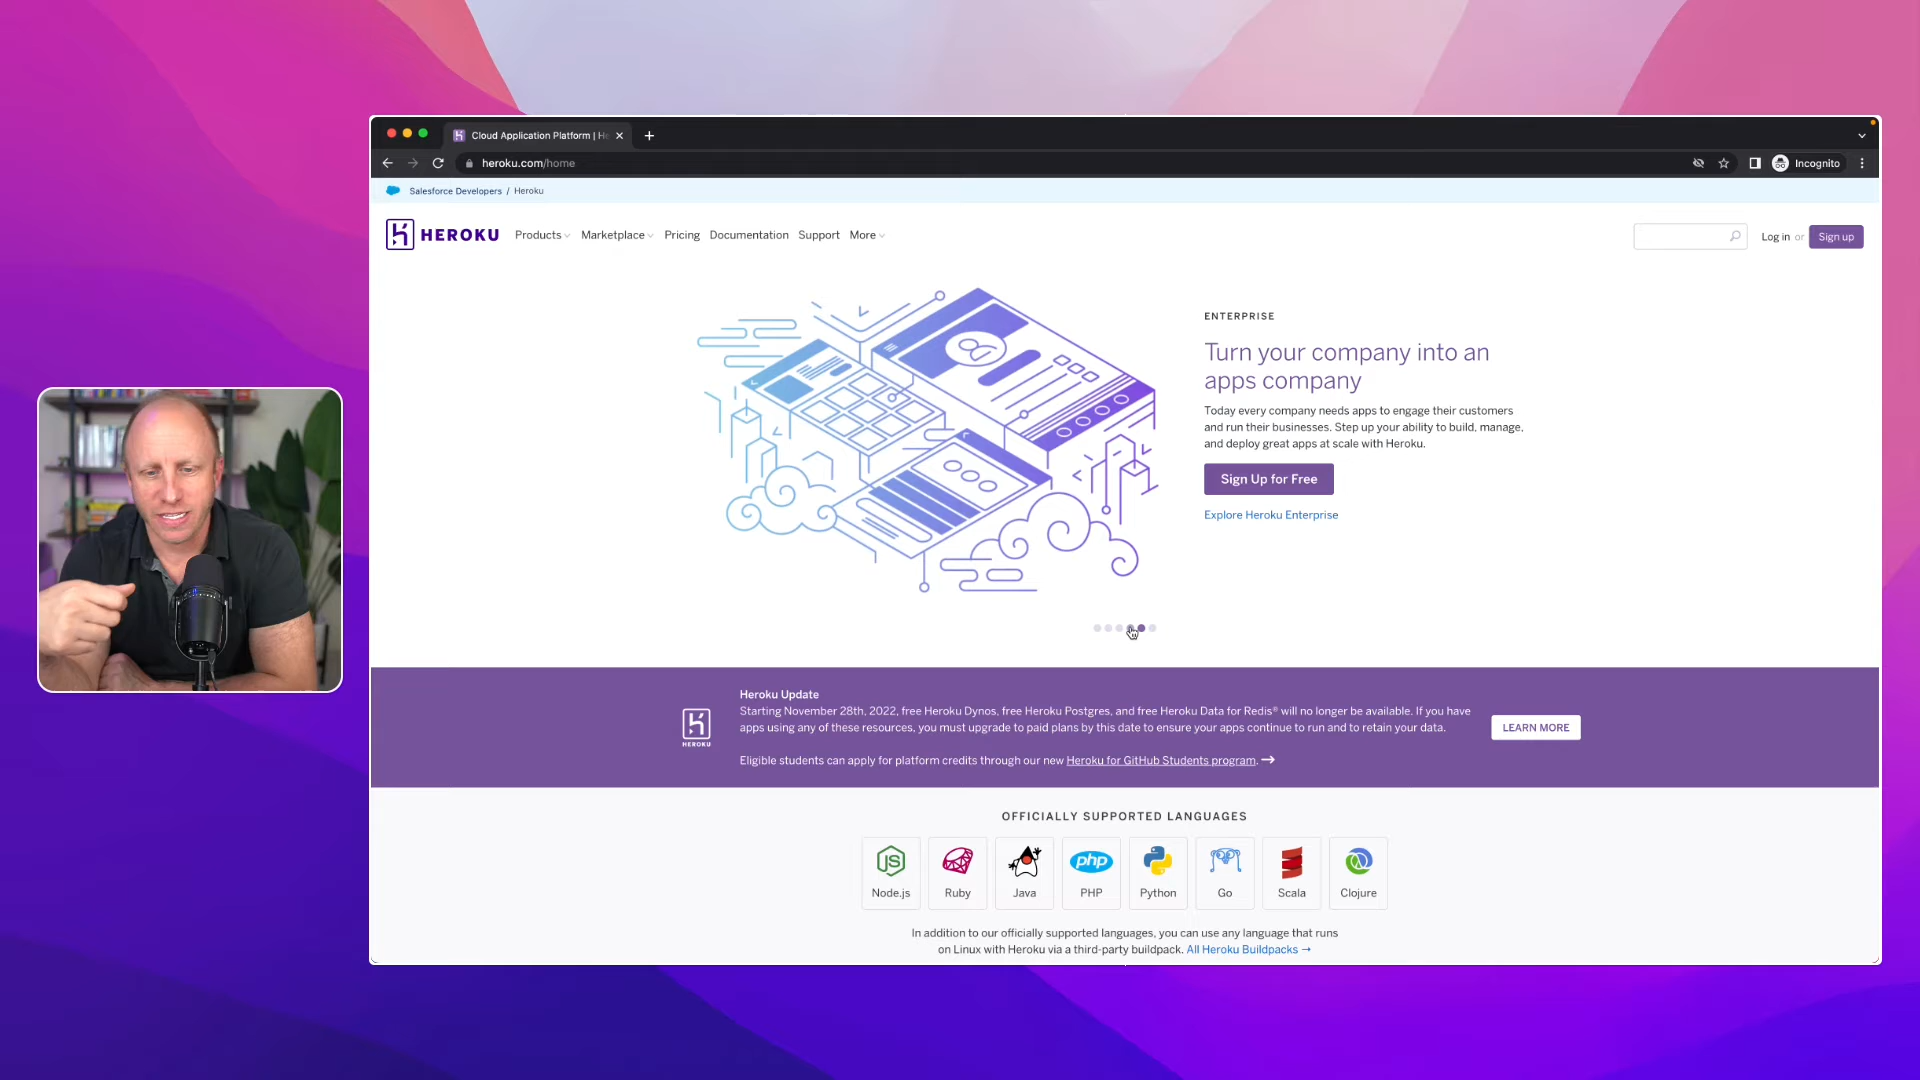 Cloud Application Platform | He
heroku.com/home
Incognito
Salesforce Developers / Heroku
HEROKU
Products
Marketplace
Pricing
Documentation
Support
More
Log in or
Sign up
ENTERPRISE
Turn your company into an
apps company
Today every company needs apps to engage their customers
and run their businesses. Step up your ability to build, manage,
and deploy great apps at scale with Heroku.
Sign Up for Free
Explore Heroku Enterprise
Heroku Update
Starting November 28th, 2022, free Heroku Dynos, free Heroku Postgres, and free Heroku Data for Redis® will no longer be available. If you have
apps using any of these resources, you must upgrade to paid plans by this date to ensure your apps continue to run and to retain your data.
HEROKU
LEARN MORE
Eligible students can apply for platform credits through our new Heroku for GitHub Students program. →
OFFICIALLY SUPPORTED LANGUAGES
JS
php
Node.js
Ruby
Java
PHP
Python
Go
Scala
Clojure
In addition to our officially supported languages, you can use any language that runs
on Linux with Heroku via a third-party buildpack. All Heroku Buildpacks →